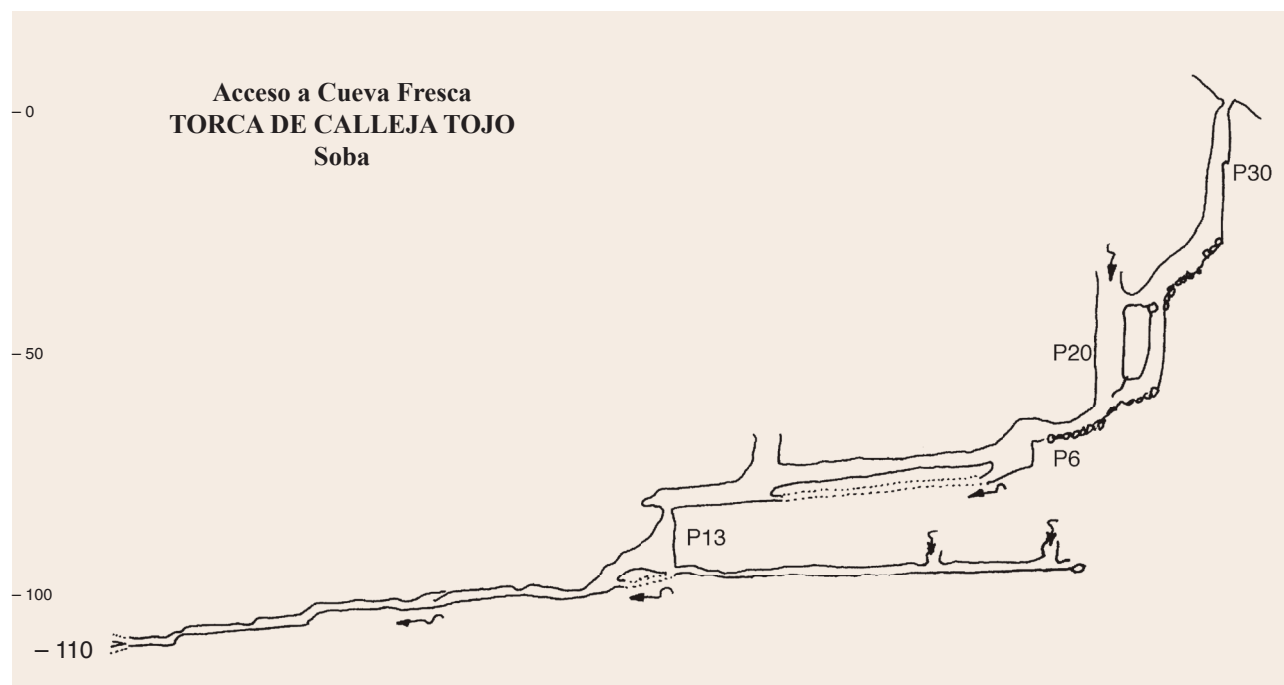 Acceso a Cueva Fresca
TORCA DE CALLEJA TOJO
Soba
– 0
P30
– 50
P20
P6
P13
– 100
– 110